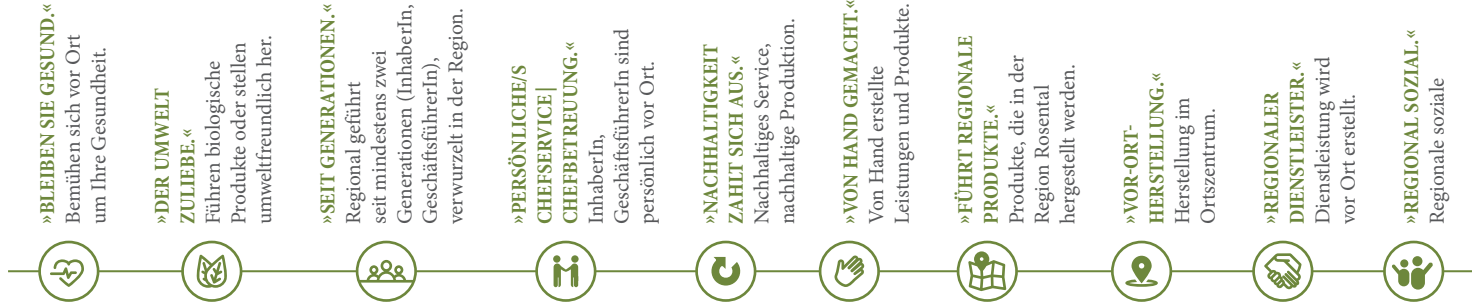 »BLEIBEN SIE GESUND.«
Bemühen sich vor Ort
um Ihre Gesundheit.
»DER UMWELT
ZULIEBE.«
Führen biologische
Produkte oder stellen
umweltfreundlich her.
»SEIT GENERATIONEN.«
Regional geführt
seit mindestens zwei
Generationen (InhaberIn,
GeschäftsführerIn),
verwurzelt in der Region.
»PERSÖNLICHE/S
CHEFSERVICE |
CHEFBETREUUNG.«
InhaberIn,
GeschäftsführerIn sind
persönlich vor Ort.
»NACHHALTIGKEIT
ZAHLT SICH AUS.«
Nachhaltiges Service,
nachhaltige Produktion.
»VON HAND GEMACHT.«
Von Hand erstellte
Leistungen und Produkte.
»FÜHRT REGIONALE
PRODUKTE.«
Produkte, die in der
Region Rosental
hergestellt werden.
»VOR-ORT-
HERSTELLUNG.«
Herstellung im
Ortszentrum.
»REGIONALER
DIENSTLEISTER.«
Dienstleistung wird
vor Ort erstellt.
»REGIONAL SOZIAL.«
Regionale soziale